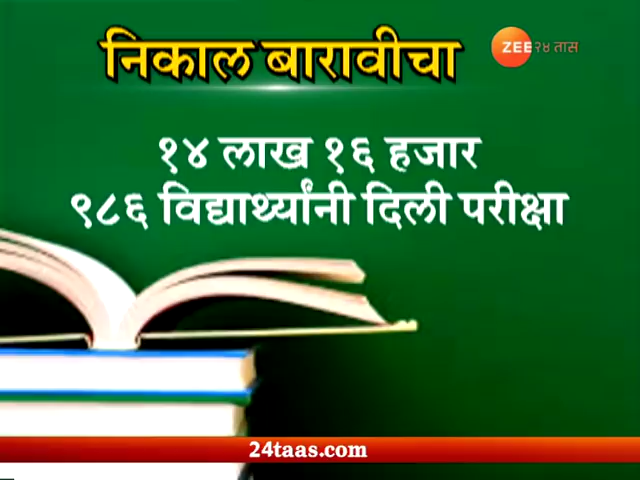 निकाल बारावीचा
ZEE २४ तास
१४ लाख १६ हजार
९८६ विद्यार्थ्यांनी दिली परीक्षा
24taas.com